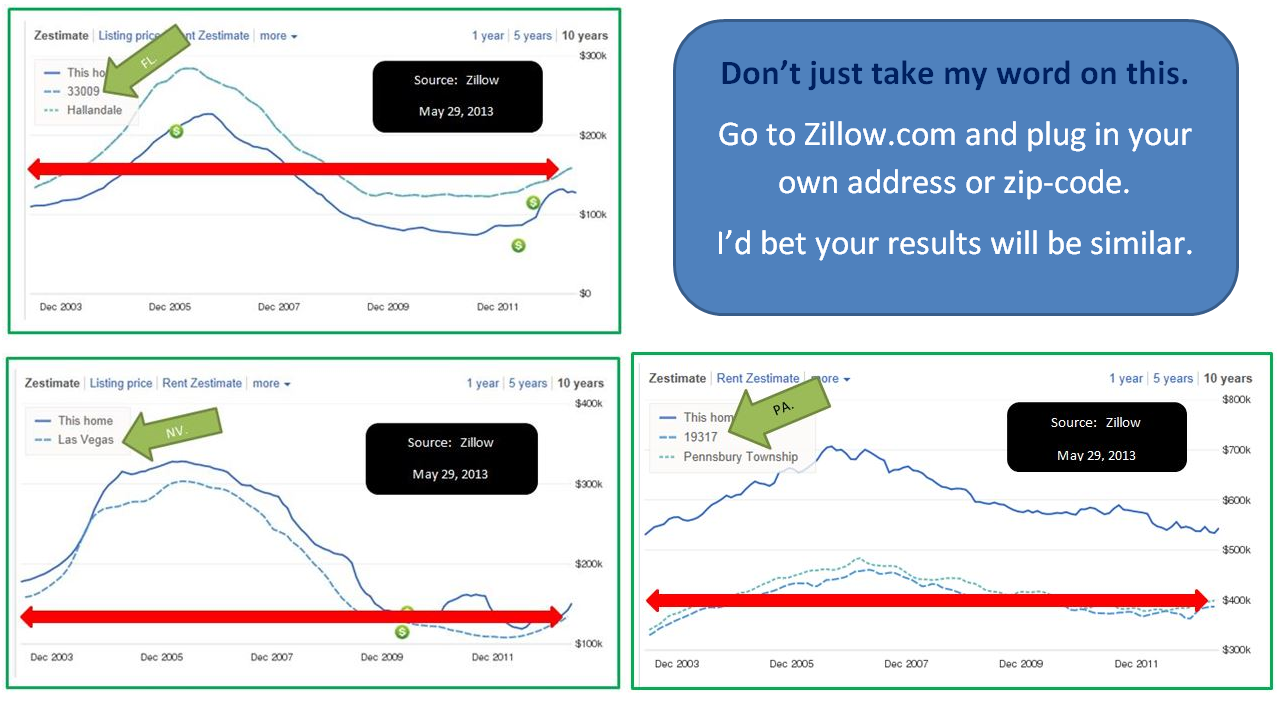 Zestimate | Listing price | Rent Zestimate | more
1 year | 5 years | 10 years
$300k
FL.
This ho
33009
Hallandale
Source: Zillow
May 29, 2013
$200k
$
$100k
$
$
$0
Dec 2003 Dec 2005 Dec 2007 Dec 2009 Dec 2011
Don't just take my word on this.
Go to Zillow.com and plug in your
own address or zip-code.
I'd bet your results will be similar.
Zestimate | Listing price | Rent Zestimate | more
1 year | 5 years | 10 years
$400k
This home
Las Vegas
NV.
Source: Zillow
May 29, 2013
$300k
$200k
$
$100k
Dec 2003 Dec 2005 Dec 2007 Dec 2009 Dec 2011
Zestimate | Rent Zestimate | more
1 year | 5 years | 10 years
$800k
PA.
This hom
19317
Pennsbury Township
Source: Zillow
May 29, 2013
$700k
$600k
$500k
$400k
$300k
Dec 2003 Dec 2005 Dec 2007 Dec 2009 Dec 2011